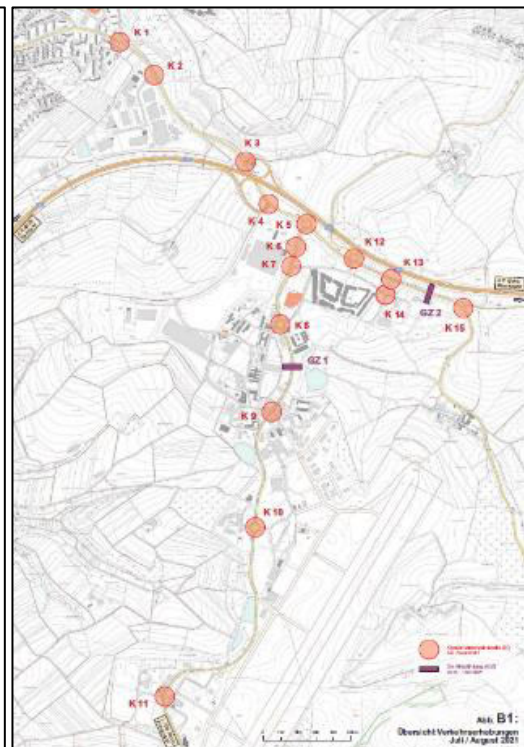 K 1
K 2
K 3
K 4
K 5
K 6
K 7
K 12
K 13
K 14
GZ 2
K 15
K 8
GZ 1
K 9
K 10
K 11
Abb. B1:
Übersicht Verkehrserhebungen
Juli / August 2021